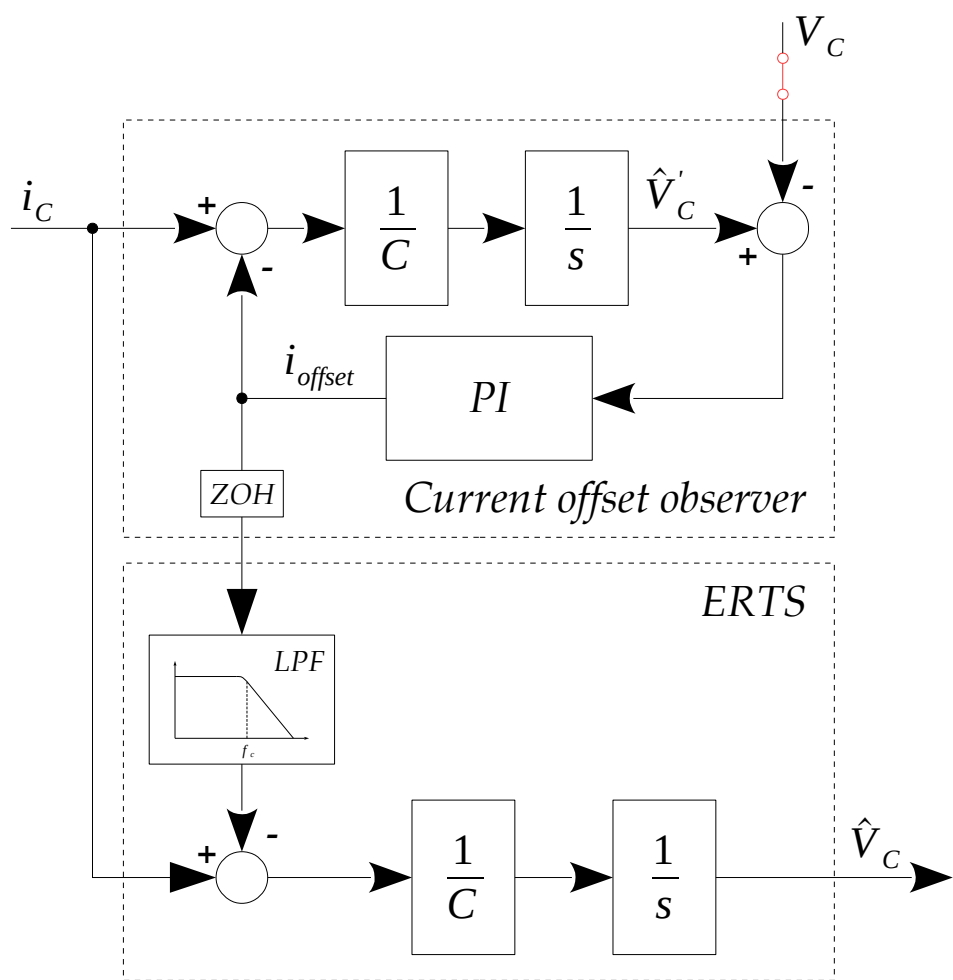 V_C
-
i_C
+
1/C
1/s
V̂'_C
+
-
i_offset
PI
ZOH
Current offset observer
ERTS
LPF
f_c
-
+
1/C
1/s
V̂_C